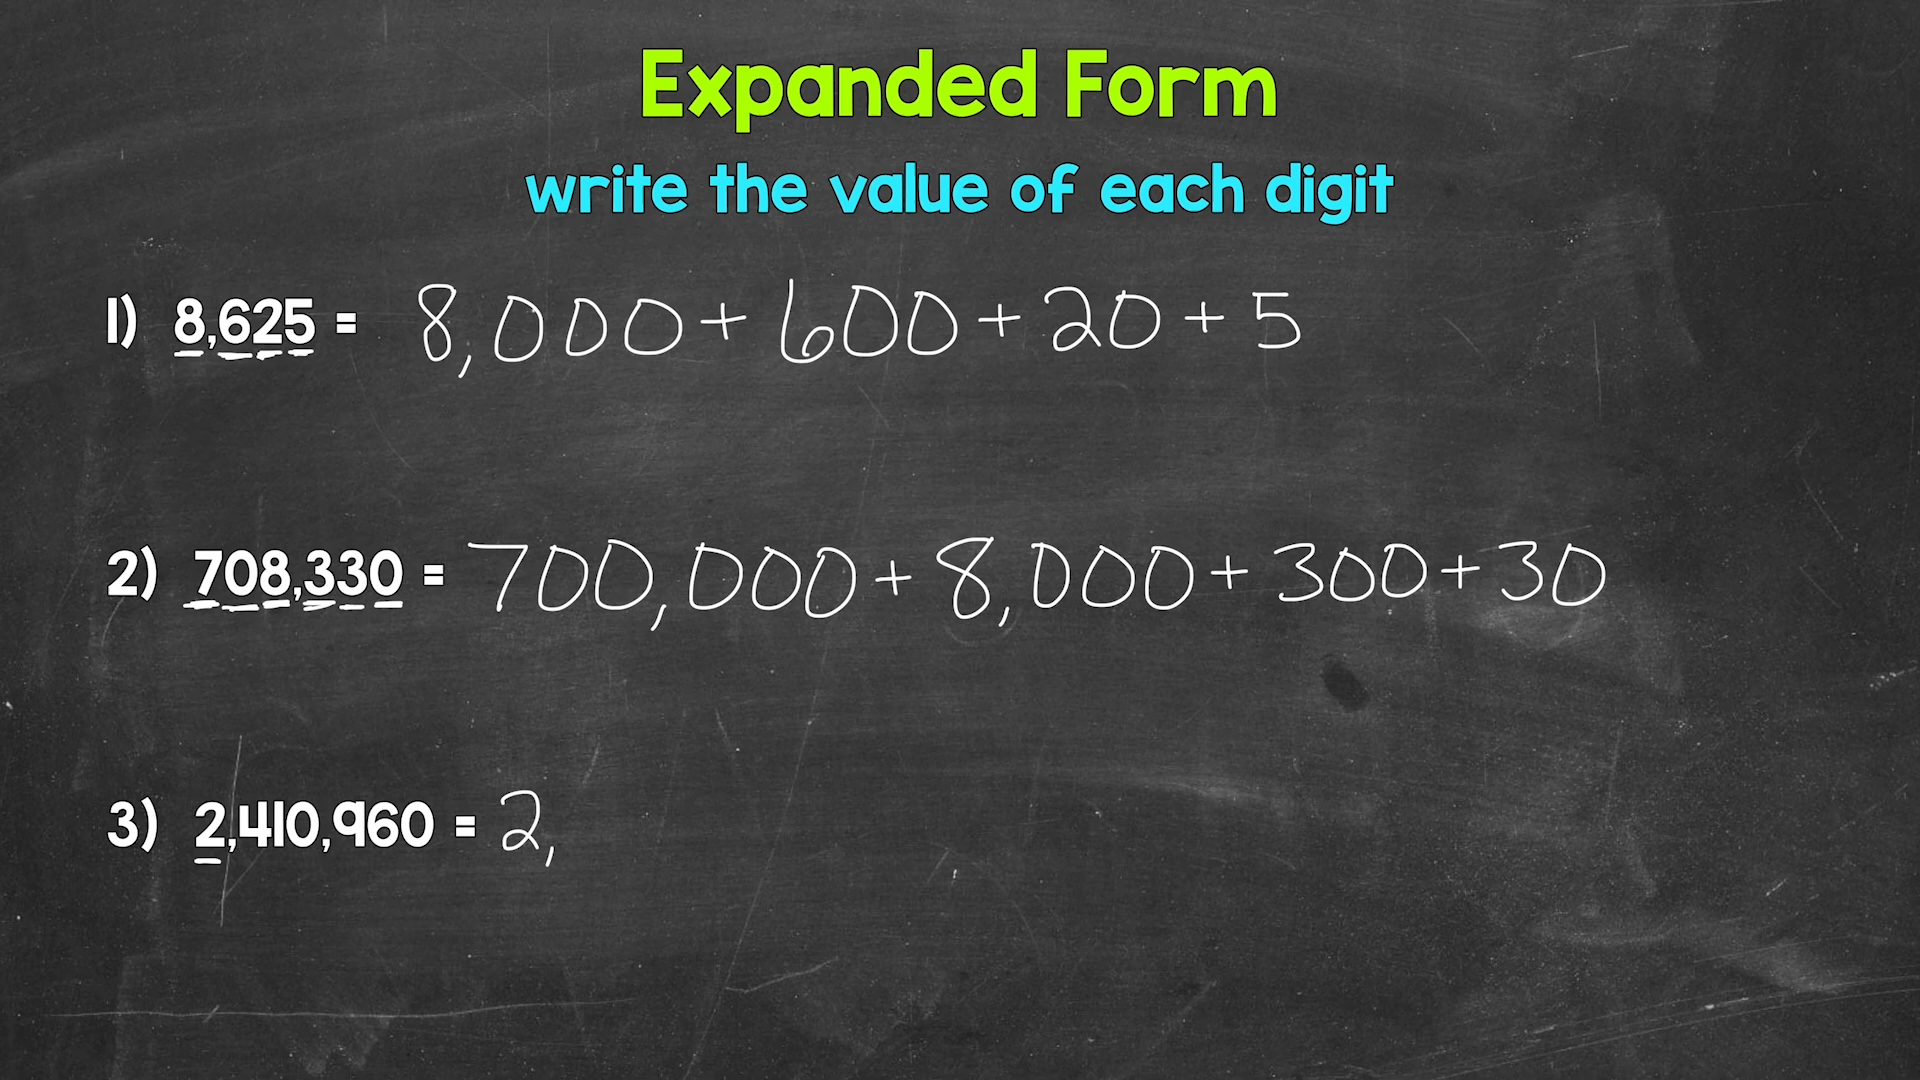 Expanded Form
write the value of each digit
1) 8,625 = 8,000 + 600 + 20 + 5
2) 708,330 = 700,000 + 8,000 + 300 + 30
3) 2,410,960 = 2,